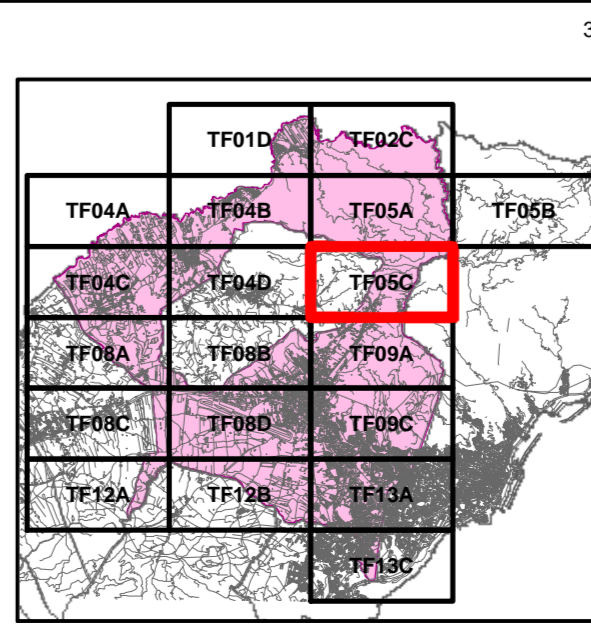 3
TF01D TF02C
TF04A TF04B TF05A TF05B
TF04C TF04D TF05C
TF08A TF08B TF09A
TF08C TF08D TF09C
TF12A TF12B TF13A
TF13C